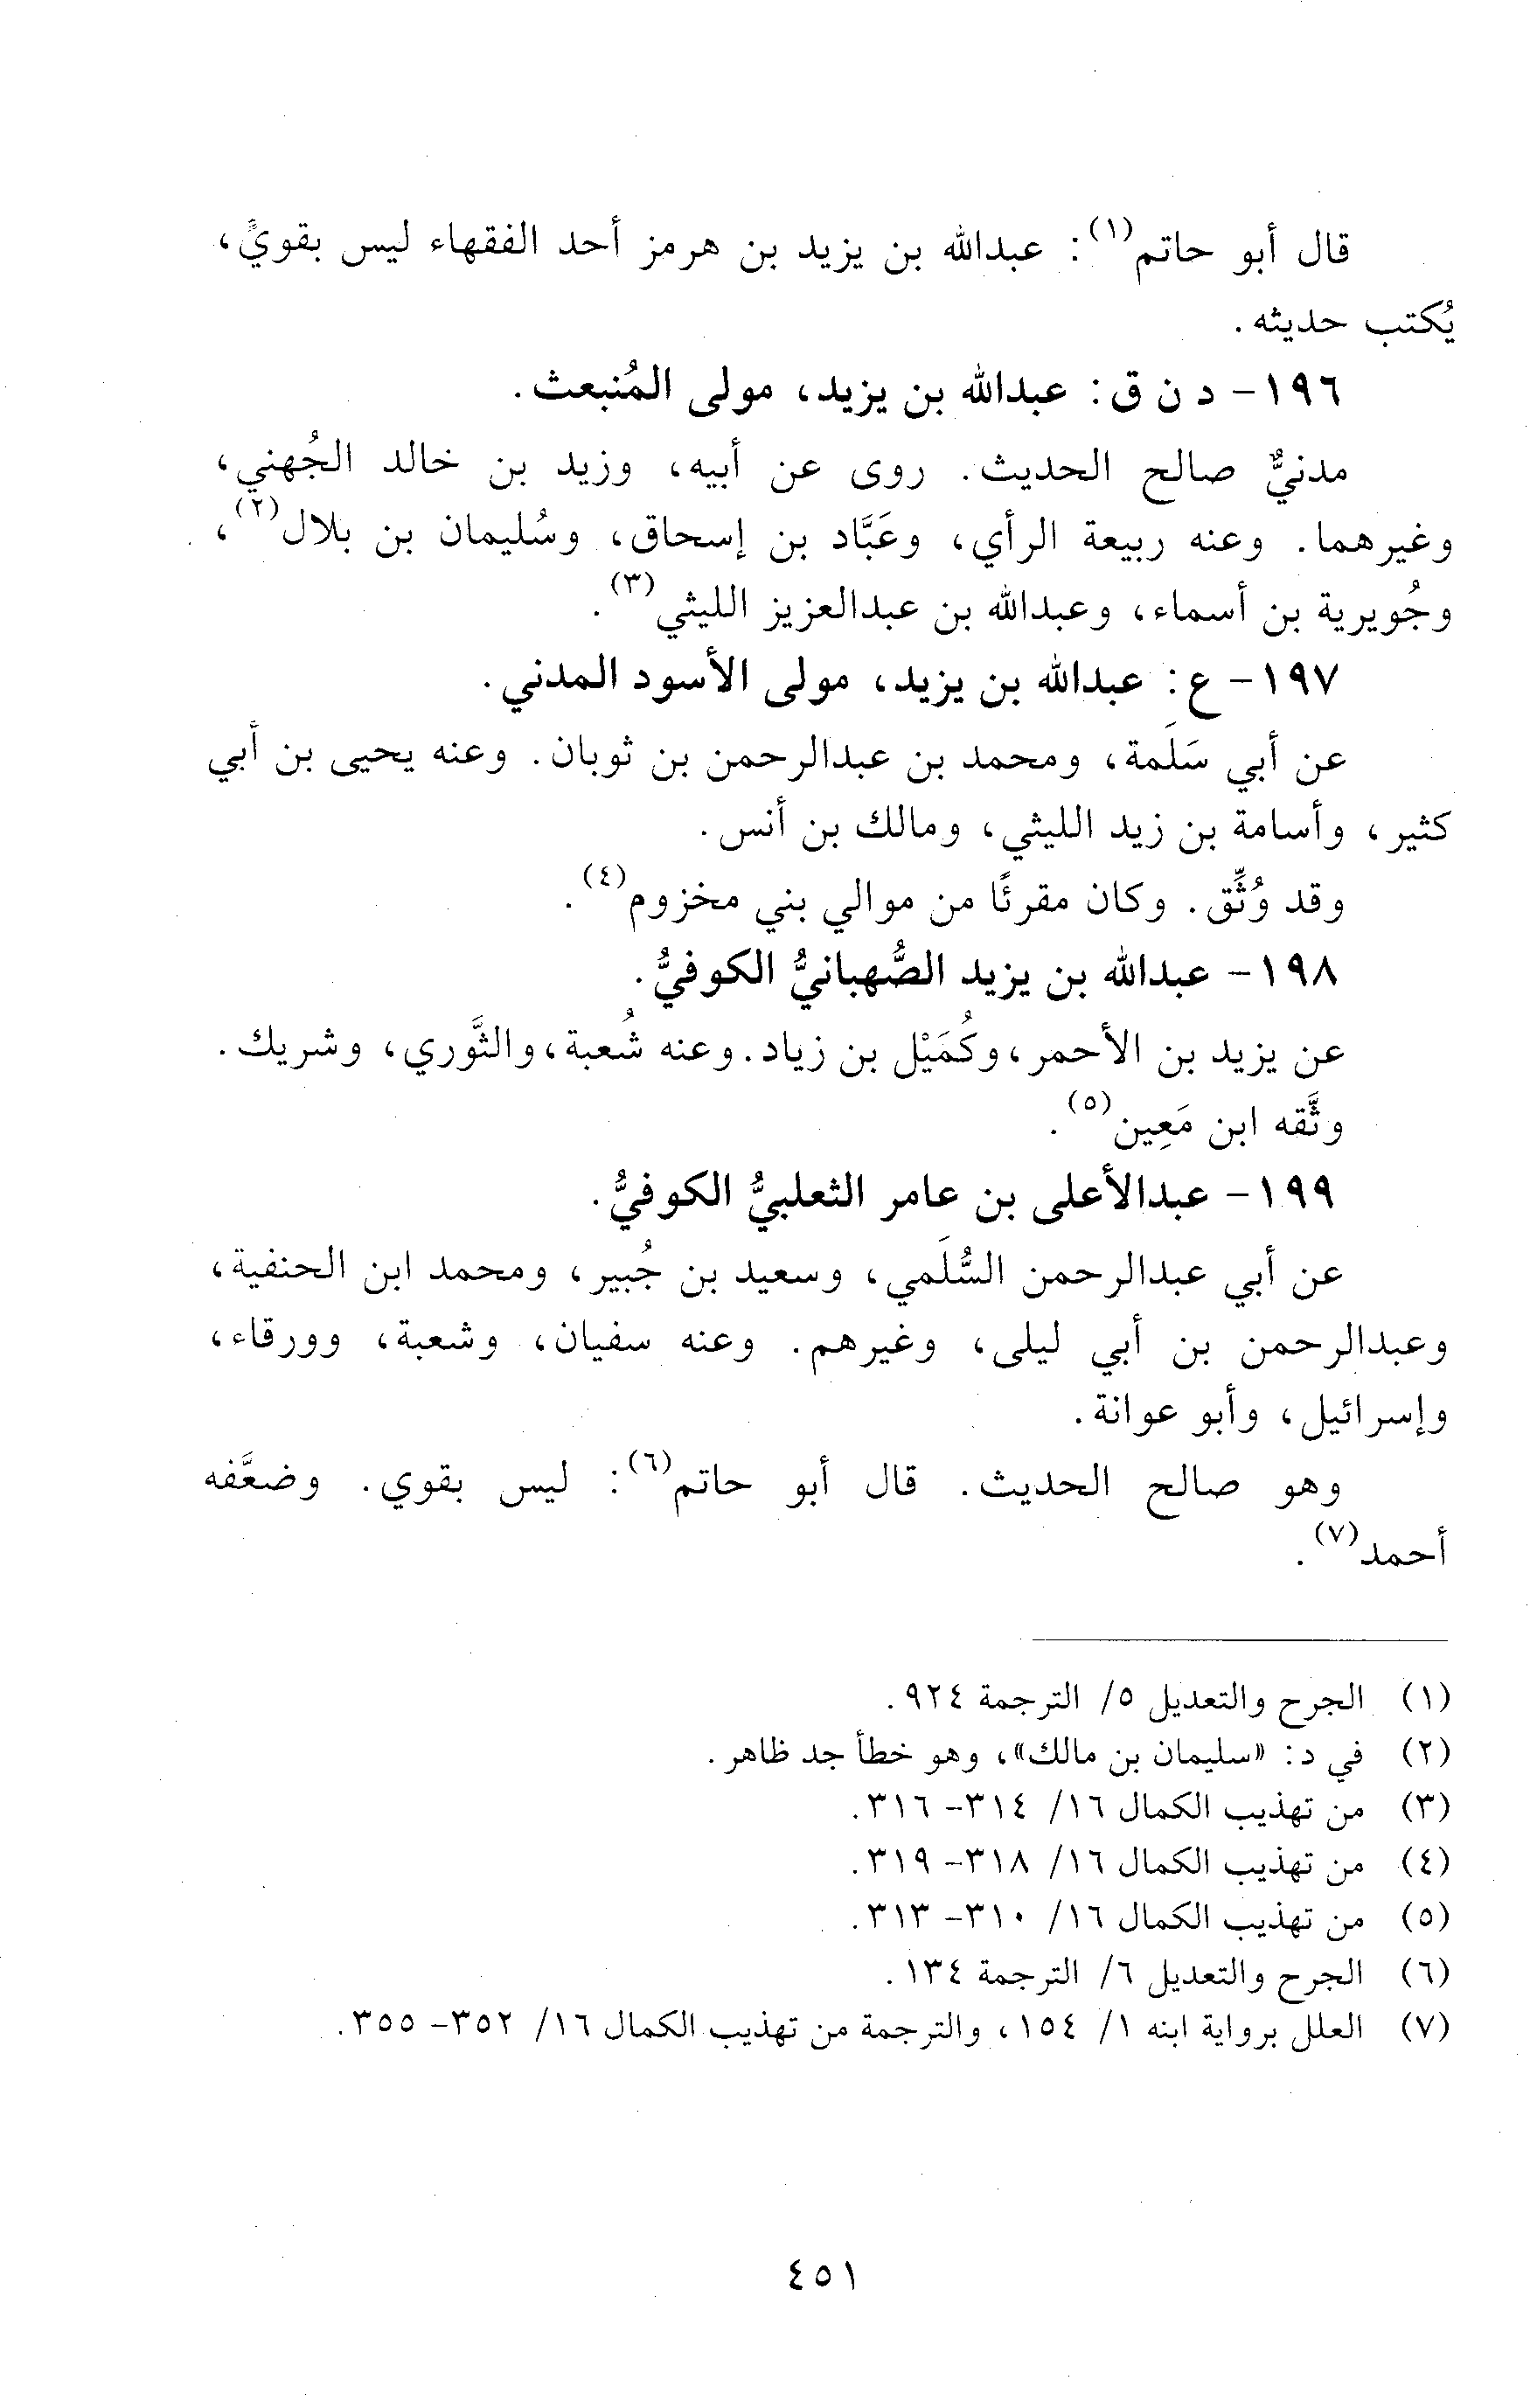 قال أبو حاتم(١): عبدالله بن يزيد بن هرمز أحد الفقهاء ليس بقويٍّ،
يُكتب حديثه.
١٩٦- د ن ق: عبدالله بن يزيد، مولى المُنبعث.
مدنيٌّ صالح الحديث. روى عن أبيه، وزيد بن خالد الجُهني،
وغيرهما. وعنه ربيعة الرأي، وعَبَّاد بن إسحاق، وسُليمان بن بلال(٢)،
وجُويرية بن أسماء، وعبدالله بن عبدالعزيز الليثي(٣).
١٩٧- ع: عبدالله بن يزيد، مولى الأسود المدني.
عن أبي سَلَمة، ومحمد بن عبدالرحمن بن ثوبان. وعنه يحيى بن أبي
كثير، وأسامة بن زيد الليثي، ومالك بن أنس.
وقد وُثِّق. وكان مقرئًا من موالي بني مخزوم(٤).
١٩٨- عبدالله بن يزيد الصُّهبانيُّ الكوفيُّ.
عن يزيد بن الأحمر، وكُمَيْل بن زياد. وعنه شُعبة، والثَّوري، وشريك.
وثَّقه ابن مَعِين(٥).
١٩٩- عبدالأعلى بن عامر الثعلبيُّ الكوفيُّ.
عن أبي عبدالرحمن السُّلَمي، وسعيد بن جُبير، ومحمد ابن الحنفية،
وعبدالرحمن بن أبي ليلى، وغيرهم. وعنه سفيان، وشعبة، وورقاء،
وإسرائيل، وأبو عوانة.
وهو صالح الحديث. قال أبو حاتم(٦): ليس بقوي. وضعَّفه
أحمد(٧).
(١) الجرح والتعديل ٥/ الترجمة ٩٢٤.
(٢) في د: «سليمان بن مالك»، وهو خطأ جد ظاهر.
(٣) من تهذيب الكمال ١٦/ ٣١٤- ٣١٦.
(٤) من تهذيب الكمال ١٦/ ٣١٨- ٣١٩.
(٥) من تهذيب الكمال ١٦/ ٣١٠- ٣١٣.
(٦) الجرح والتعديل ٦/ الترجمة ١٣٤.
(٧) العلل برواية ابنه ١/ ١٥٤، والترجمة من تهذيب الكمال ١٦/ ٣٥٢- ٣٥٥.
٤٥١